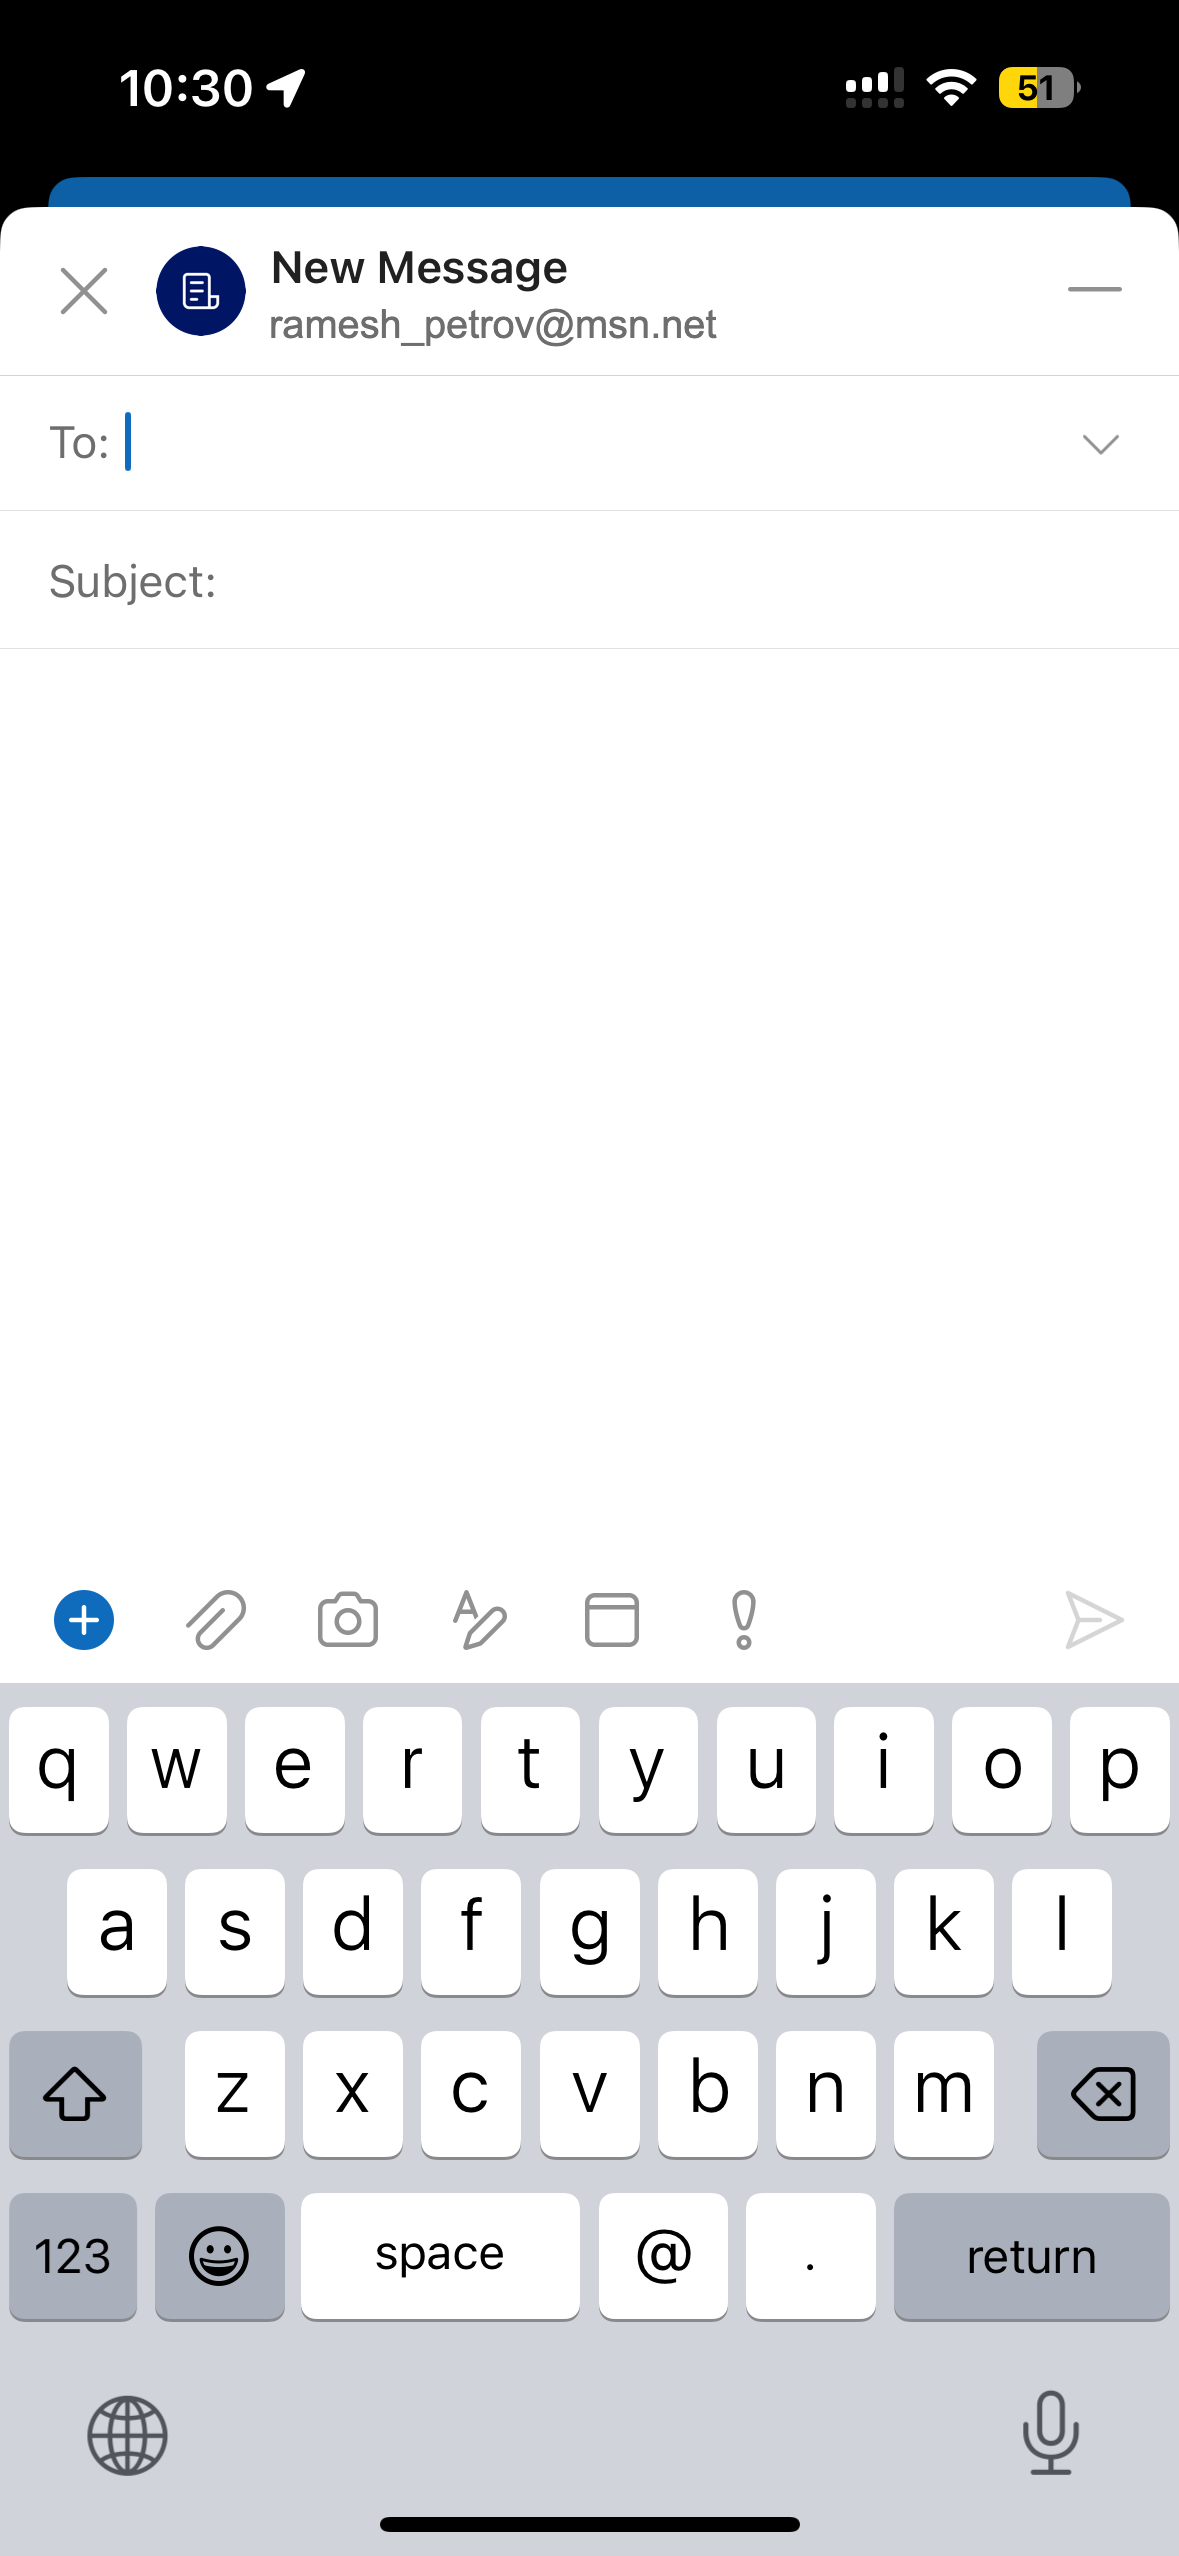 10:30
51
New Message
ramesh_petrov@msn.net
To:
Subject:
q w e r t y u i o p
a s d f g h j k l
z x c v b n m
123 space @ . return